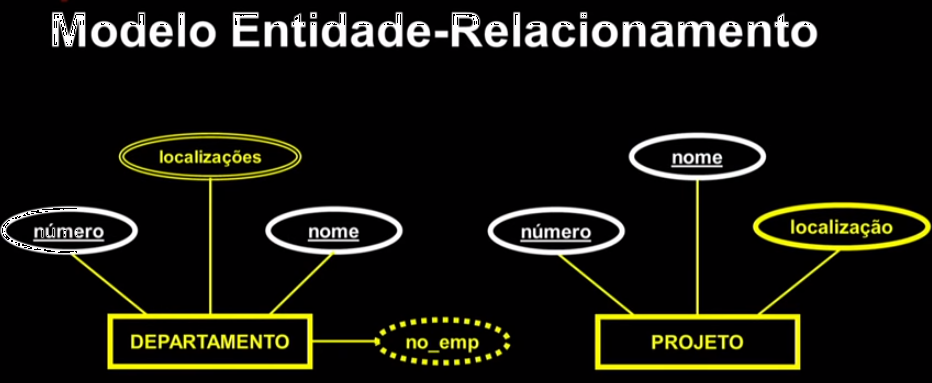 Modelo Entidade-Relacionamento
localizações
nome
número
nome
número
localização
DEPARTAMENTO
no_emp
PROJETO